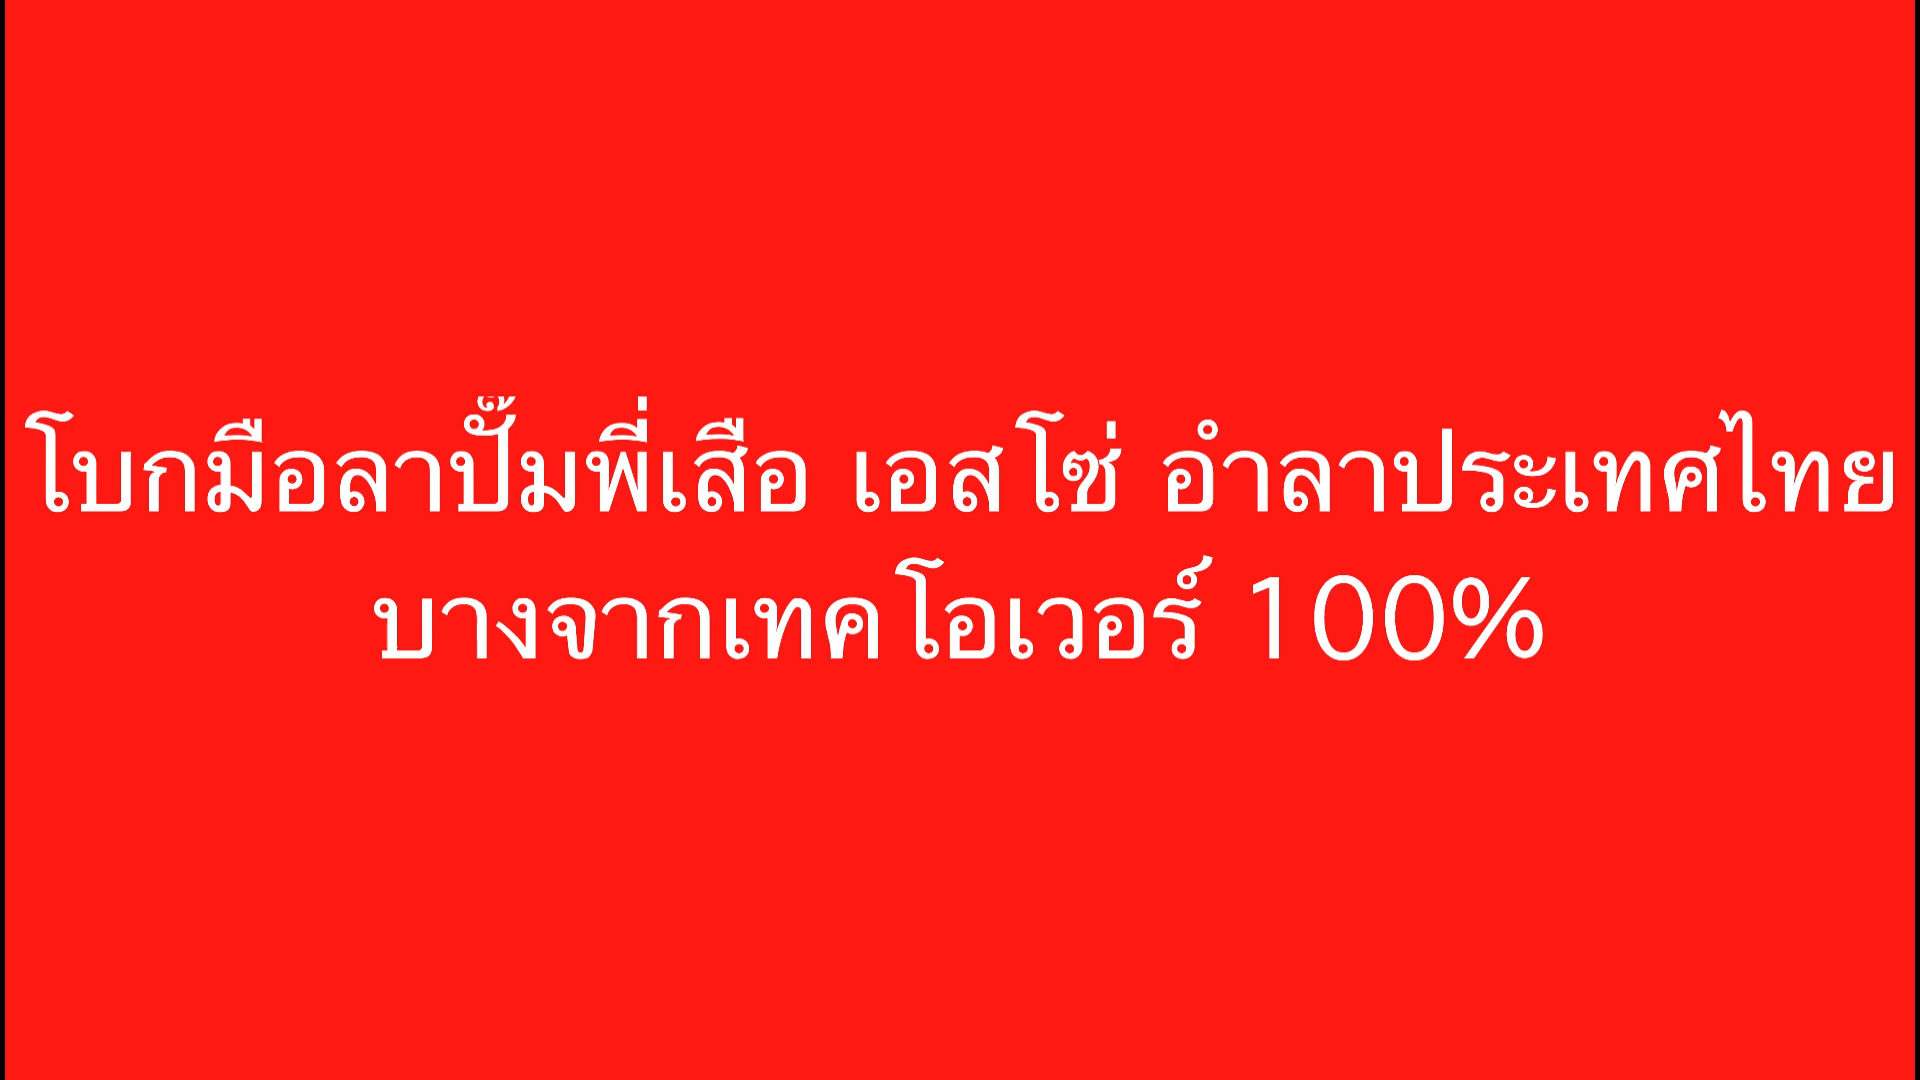 โบกมือลาปั๊มพี่เสือ เอสโซ่ อำลาประเทศไทย
บางจากเทคโอเวอร์ 100%